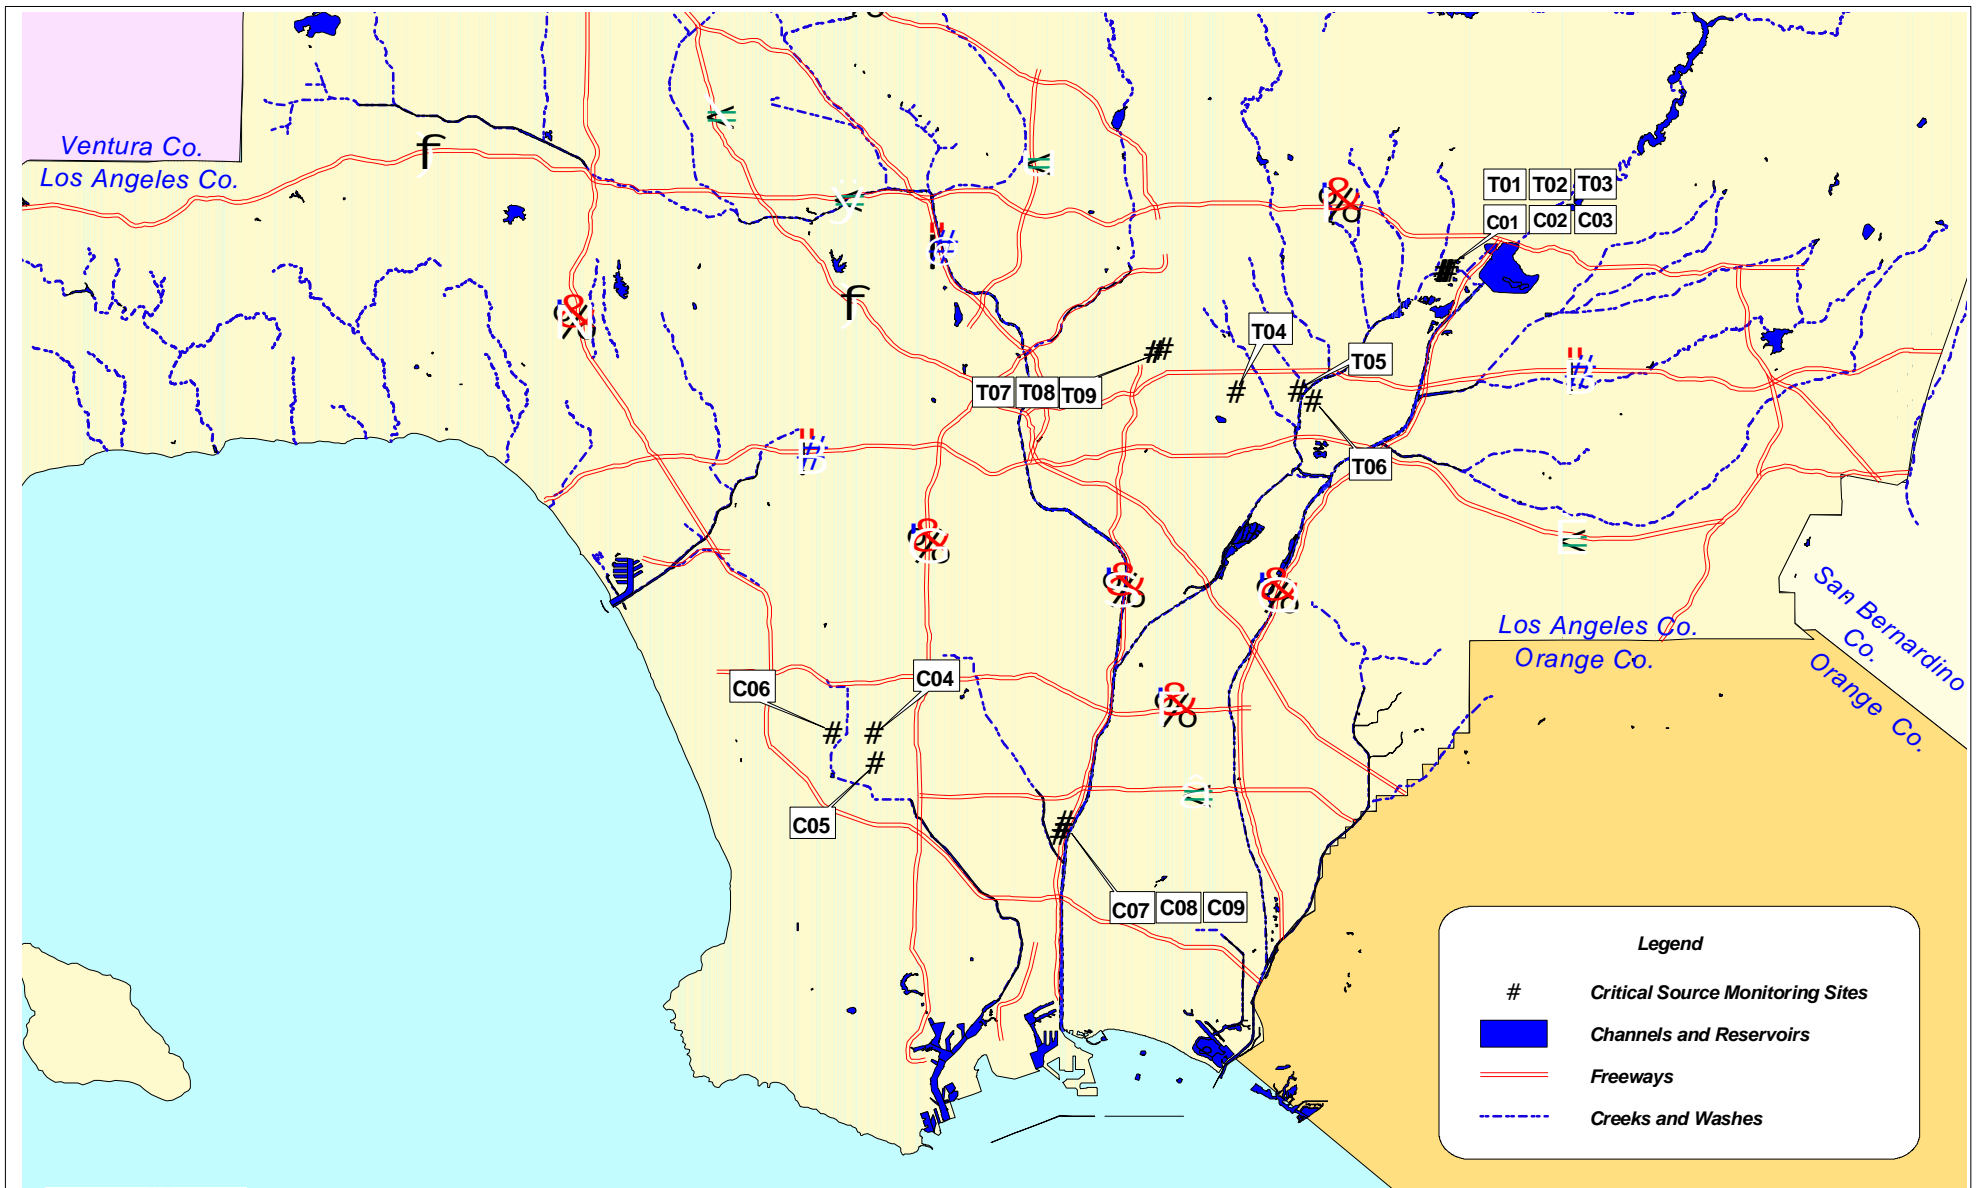 Ventura Co.
Los Angeles Co.
T01 T02 T03
C01 C02 C03
T04
T05
T07 T08 T09
T06
San Bernardino
Co.
Los Angeles Co.
Orange Co.
Orange Co.
C06
C04
C05
C07 C08 C09
Legend
# Critical Source Monitoring Sites
Channels and Reservoirs
Freeways
Creeks and Washes